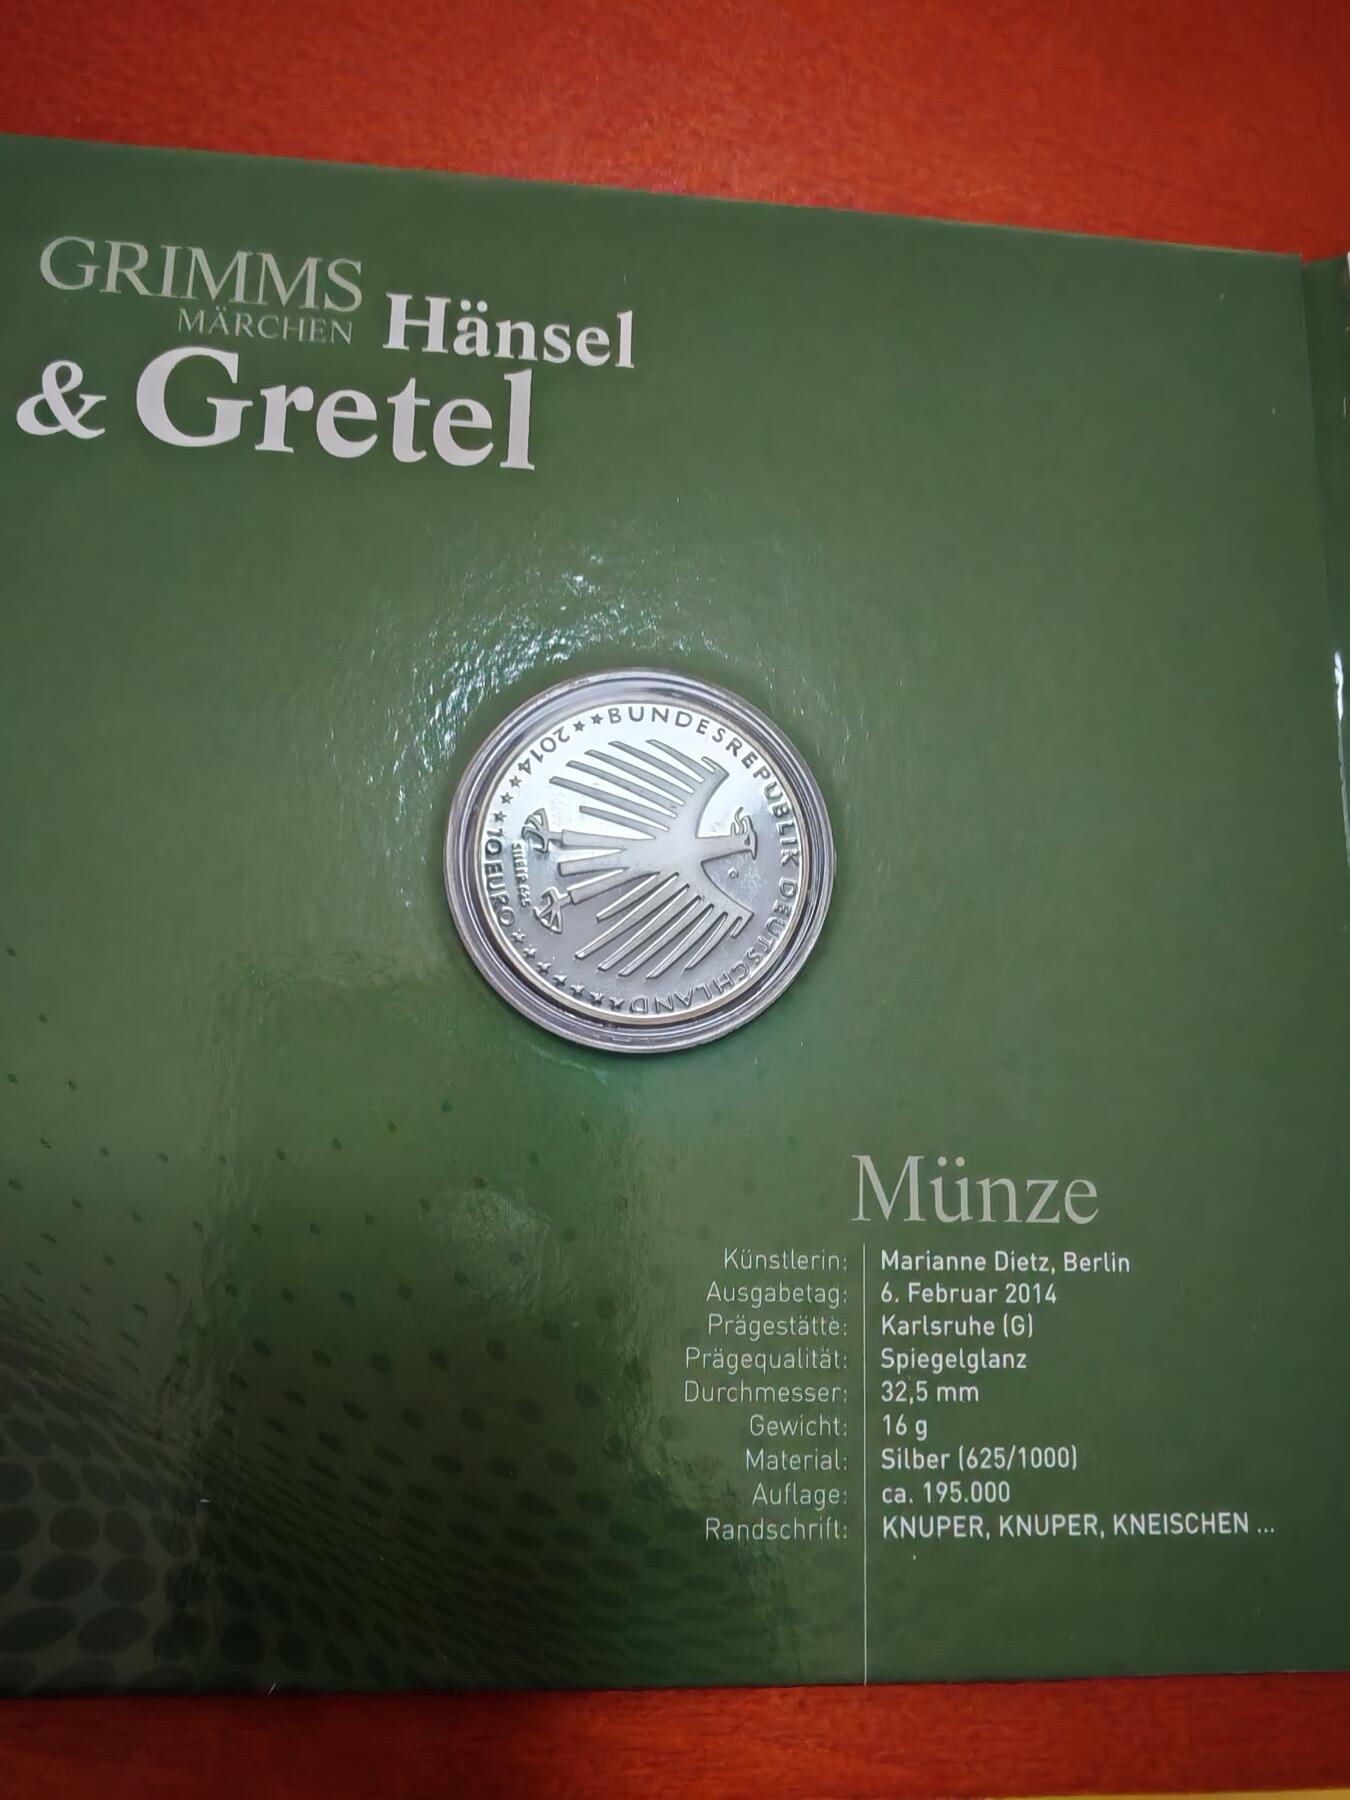 GRIMMS
MÄRCHEN
Hänsel
& Gretel
BUNDESREPUBLIK DEUTSCHLAND
10 EURO
2014
SILBER 625
G
Münze
Künstlerin: Marianne Dietz, Berlin
Ausgabetag: 6. Februar 2014
Prägestätte: Karlsruhe (G)
Prägequalität: Spiegelglanz
Durchmesser: 32,5 mm
Gewicht: 16 g
Material: Silber (625/1000)
Auflage: ca. 195.000
Randschrift: KNUPER, KNUPER, KNEISCHEN ...